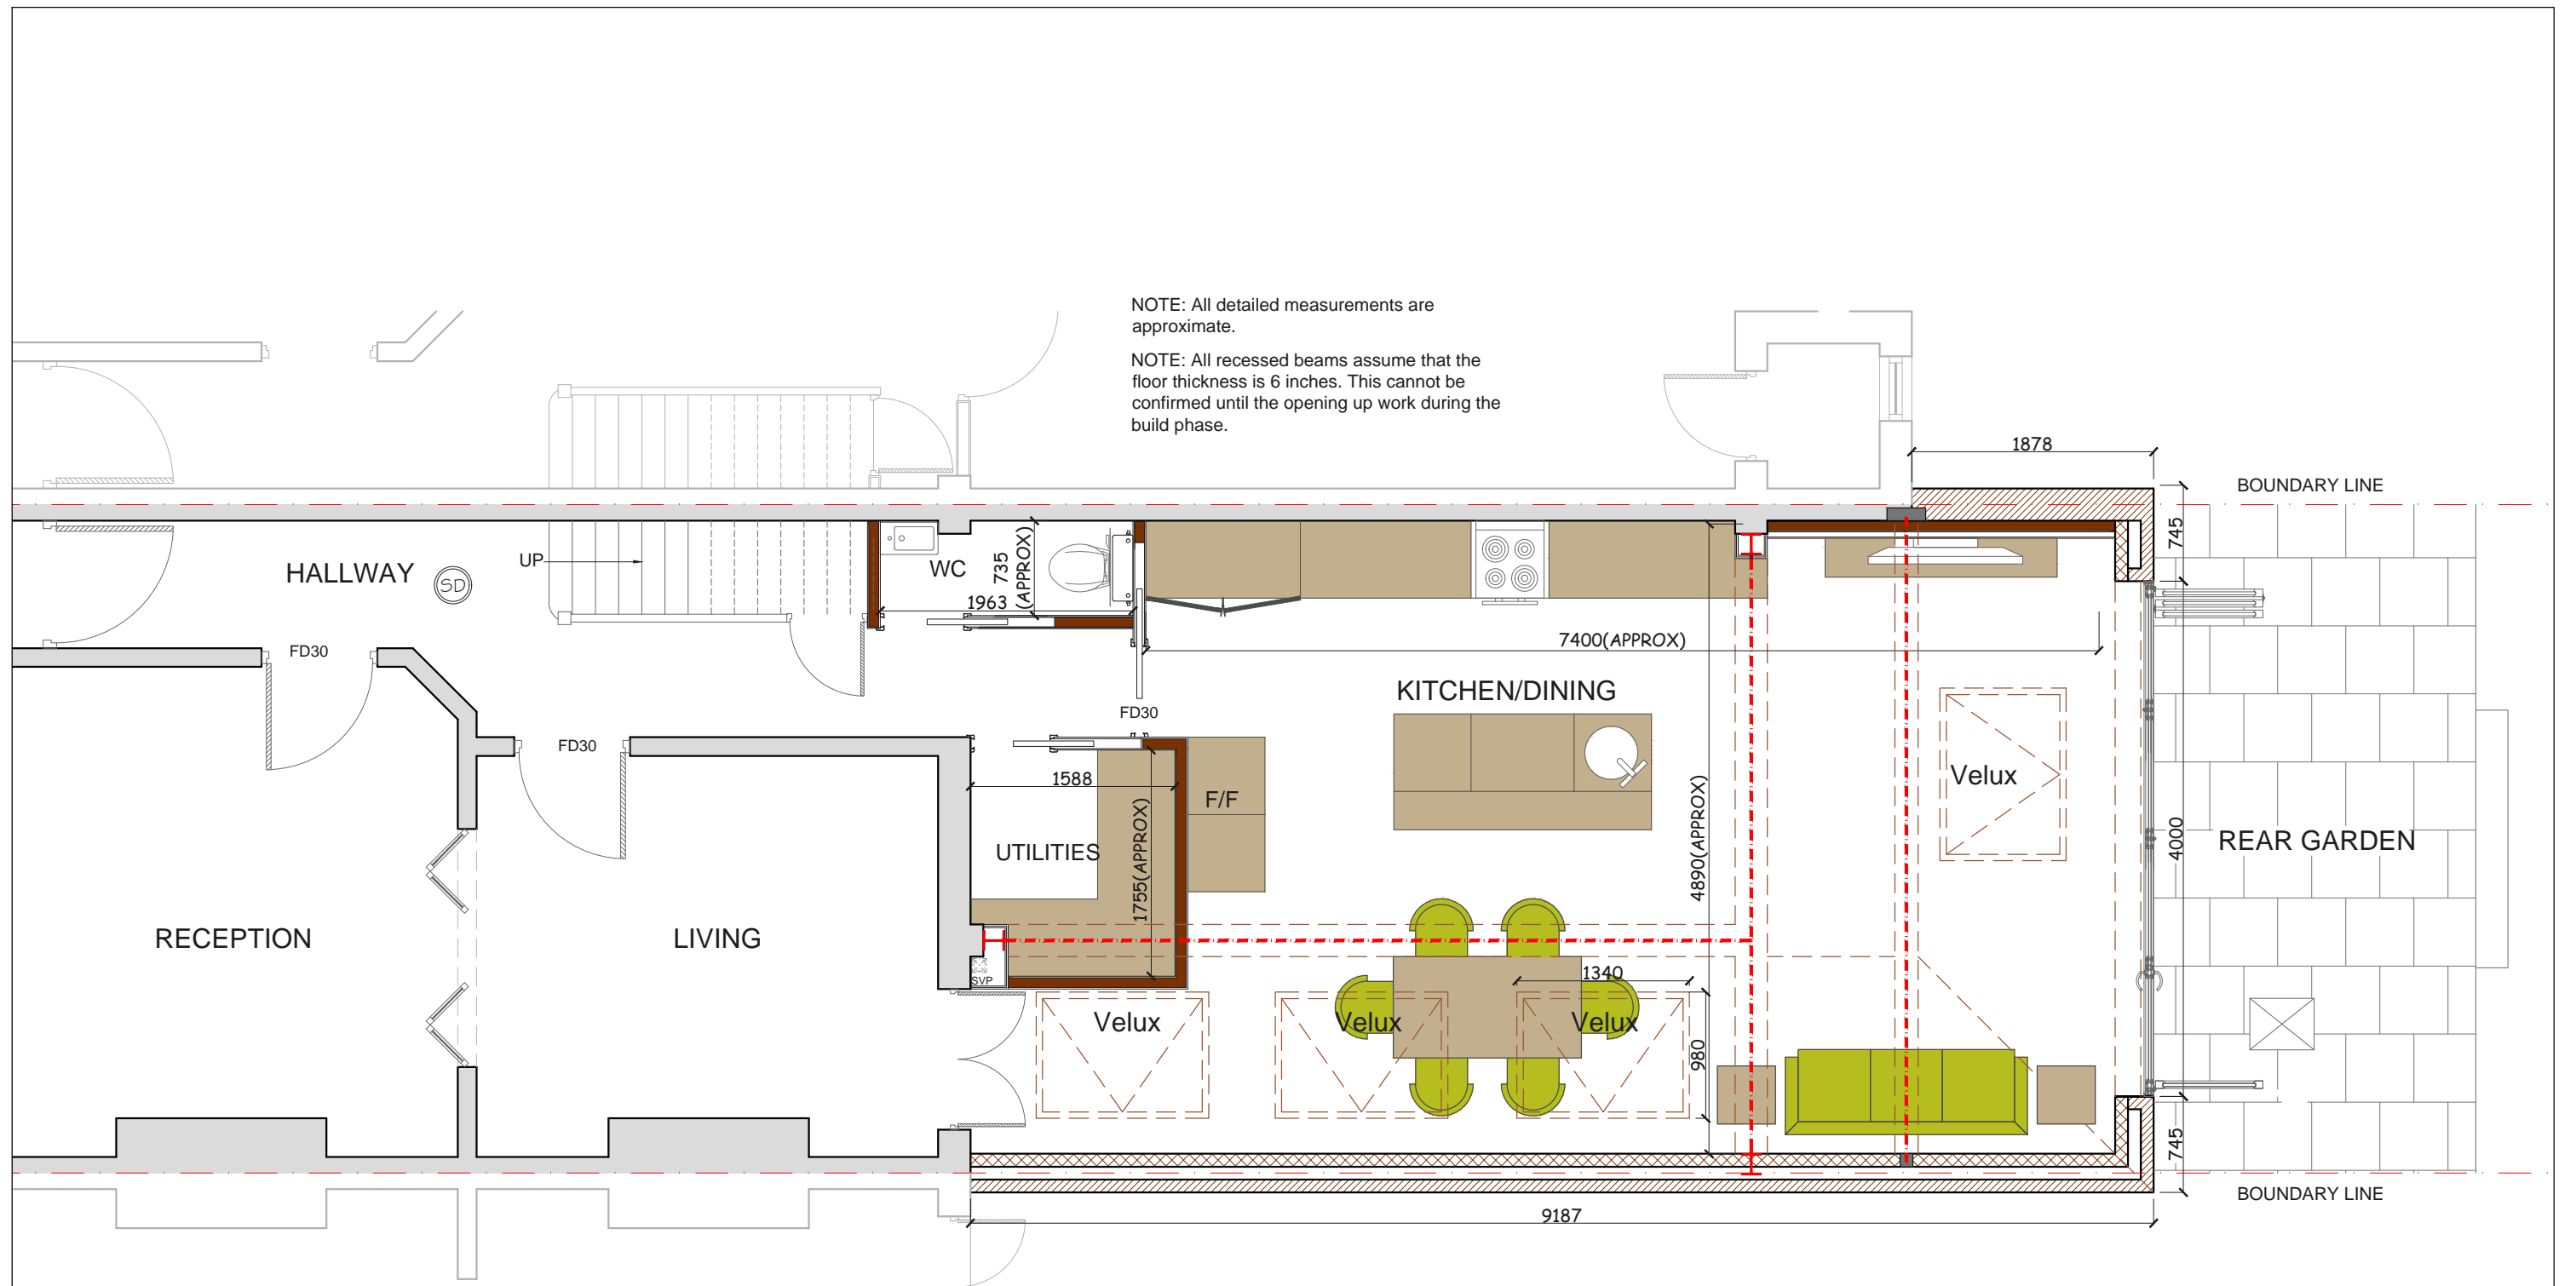 NOTE: All detailed measurements are
approximate.
NOTE: All recessed beams assume that the
floor thickness is 6 inches. This cannot be
confirmed until the opening up work during the
build phase.
1878
BOUNDARY LINE
745
HALLWAY
SD
UP
WC
735
(APPROX)
1963
7400(APPROX)
FD30
KITCHEN/DINING
FD30
FD30
1588
F/F
UTILITIES
1755(APPROX)
4890(APPROX)
Velux
4000
REAR GARDEN
RECEPTION
LIVING
SVP
1340
Velux
Velux
Velux
980
745
BOUNDARY LINE
9187